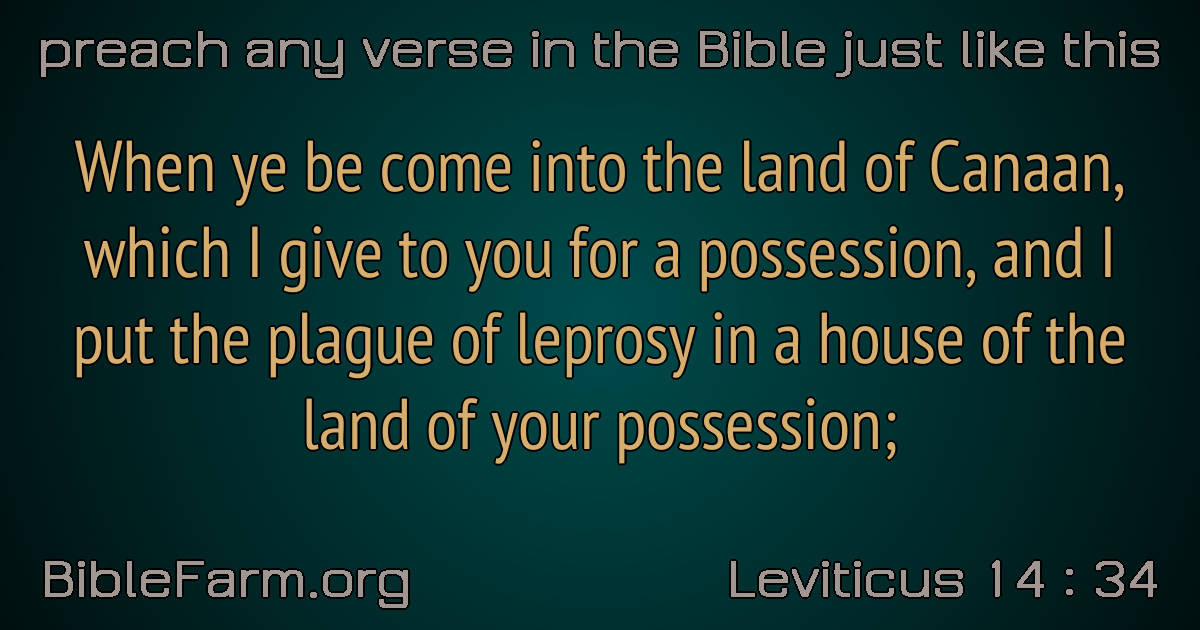 preach any verse in the Bible just like this
When ye be come into the land of Canaan,
which I give to you for a possession, and I
put the plague of leprosy in a house of the
land of your possession;
BibleFarm.org
Leviticus 14 : 34